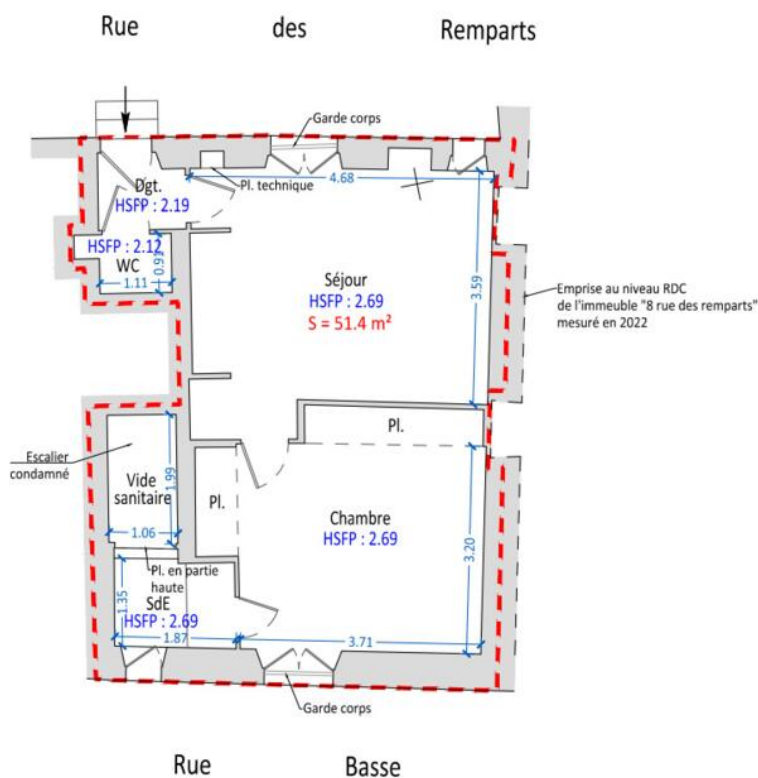 Rue des Remparts
Garde corps
Dgt.
HSFP : 2.19
Pl. technique
4.68
HSFP : 2.12
WC
0.91
1.11
Séjour
HSFP : 2.69
S = 51.4 m²
3.59
Emprise au niveau RDC
de l'immeuble "8 rue des remparts"
mesuré en 2022
Pl.
Escalier
condamné
Vide
sanitaire
1.99
1.06
Pl.
Chambre
HSFP : 2.69
3.20
Pl. en partie
haute
1.35
SdE
HSFP : 2.69
1.87
3.71
Garde corps
Rue Basse